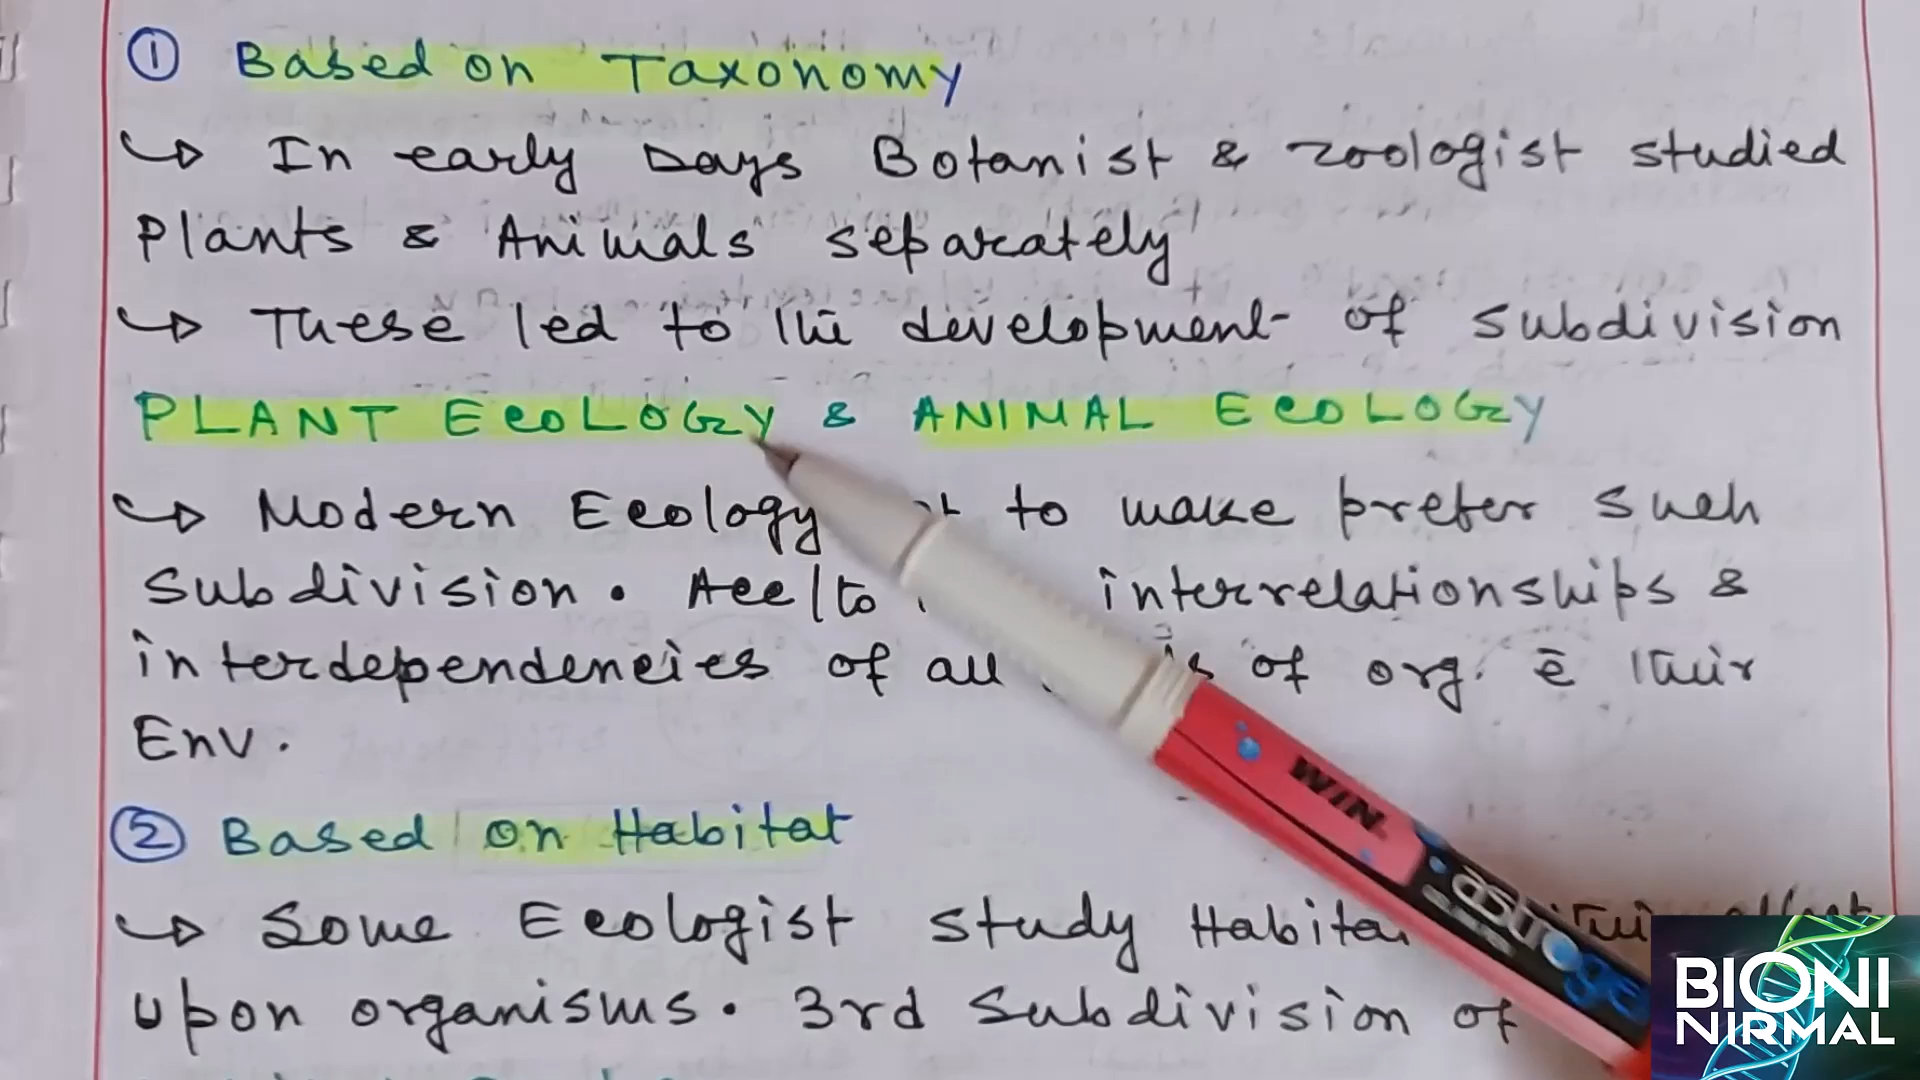 ① Based on Taxonomy
↳ In early Days Botanist & zoologist studied
Plants & Animals separately
↳ These led to the development of subdivision
PLANT EcoLOGY & ANIMAL EcoLOGY
↳ Modern Ecology to make prefer such
Subdivision. Acc/to interrelationships &
interdependencies of all of org. ē their
Env.
② Based on Habitat
↳ Some Ecologist study
upon organisms. 3rd Subdivision of
WIN
BIONI
NIRMAL